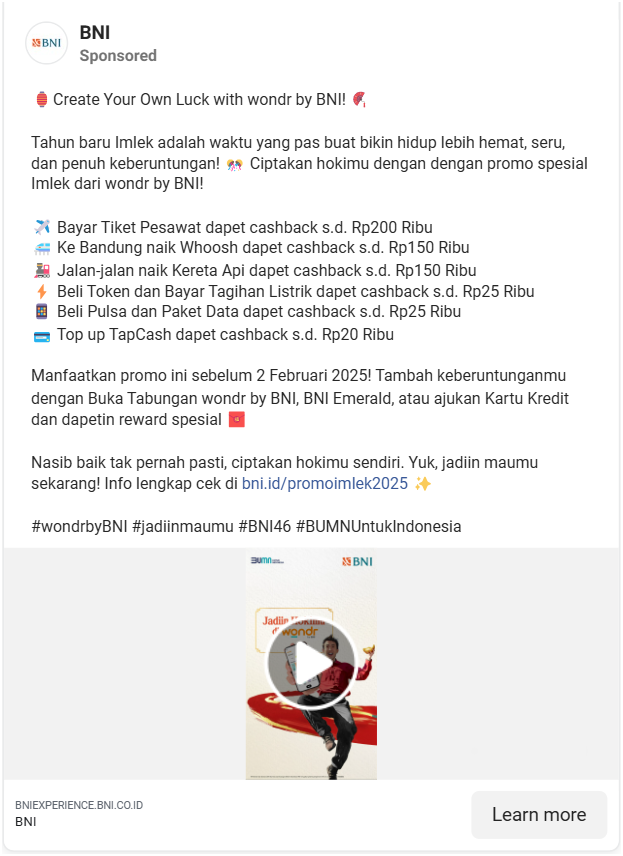 BNI
BNI
Sponsored
🏮 Create Your Own Luck with wondr by BNI! 🪭
Tahun baru Imlek adalah waktu yang pas buat bikin hidup lebih hemat, seru,
dan penuh keberuntungan! 🎊 Ciptakan hokimu dengan dengan promo spesial
Imlek dari wondr by BNI!
✈️ Bayar Tiket Pesawat dapet cashback s.d. Rp200 Ribu
🚄 Ke Bandung naik Whoosh dapet cashback s.d. Rp150 Ribu
🚂 Jalan-jalan naik Kereta Api dapet cashback s.d. Rp150 Ribu
⚡ Beli Token dan Bayar Tagihan Listrik dapet cashback s.d. Rp25 Ribu
📱 Beli Pulsa dan Paket Data dapet cashback s.d. Rp25 Ribu
💳 Top up TapCash dapet cashback s.d. Rp20 Ribu
Manfaatkan promo ini sebelum 2 Februari 2025! Tambah keberuntunganmu
dengan Buka Tabungan wondr by BNI, BNI Emerald, atau ajukan Kartu Kredit
dan dapetin reward spesial 🧧
Nasib baik tak pernah pasti, ciptakan hokimu sendiri. Yuk, jadiin maumu
sekarang! Info lengkap cek di bni.id/promoimlek2025 ✨
#wondrbyBNI #jadiinmaumu #BNI46 #BUMNUntukIndonesia
BUMN
BNI
Jadiin Hokimu
di wondr
BNIEXPERIENCE.BNI.CO.ID
BNI
Learn more